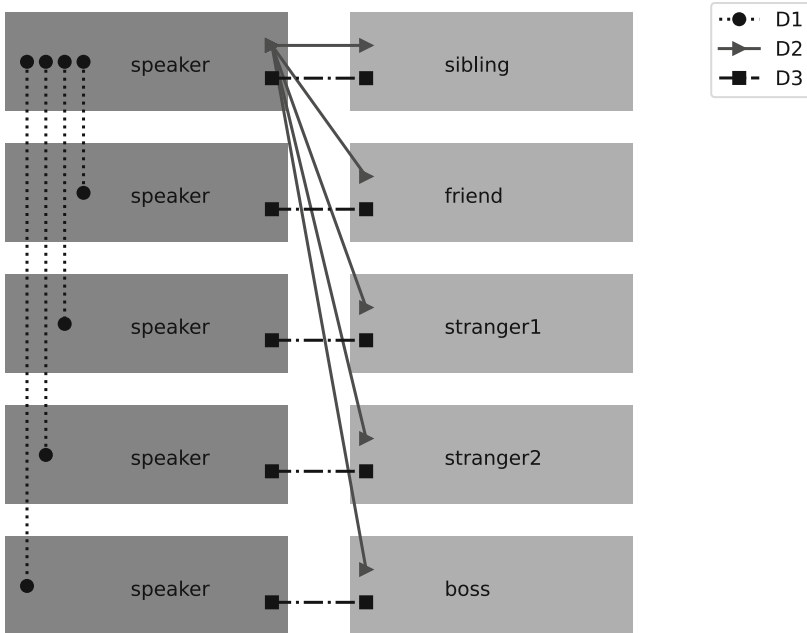 speaker sibling
speaker friend
speaker stranger1
speaker stranger2
speaker boss
D1
D2
D3